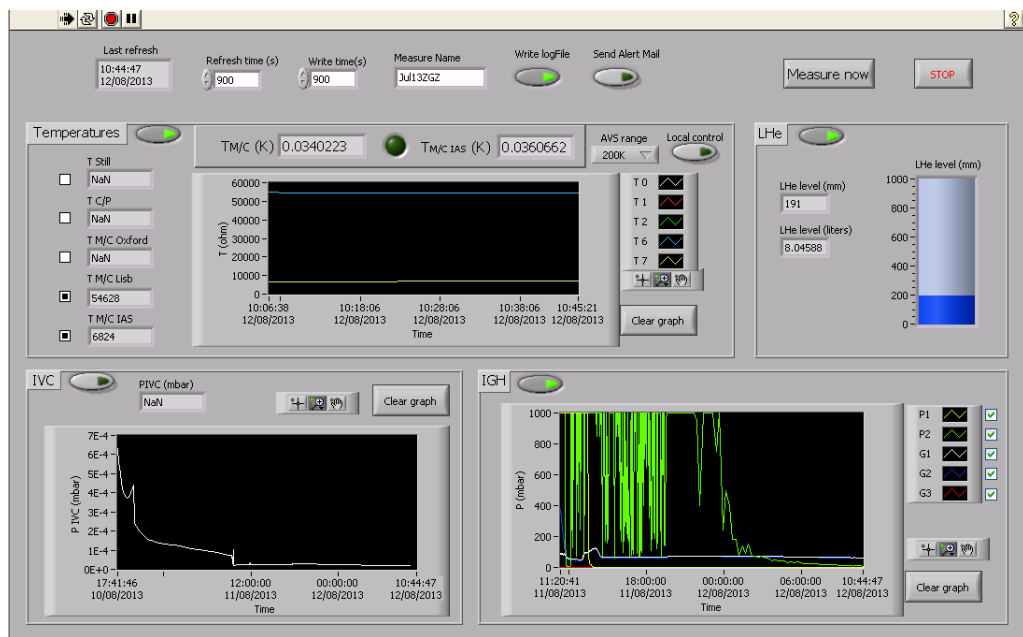 ?
Last refresh
10:44:47
12/08/2013
Refresh time (s)
900
Write time(s)
900
Measure Name
Jul13ZGZ
Write logFile
Send Alert Mail
Measure now
STOP
Temperatures
T Still
NaN
T C/P
NaN
T M/C Oxford
NaN
T M/C Lisb
54628
T M/C IAS
6824
TM/C (K) 0.0340223
TM/C IAS (K) 0.0360662
AVS range
200K
Local control
T (ohm)
60000
50000
40000
30000
20000
10000
0
10:06:38 10:18:06 10:28:06 10:38:06 10:45:21
12/08/2013 12/08/2013 12/08/2013 12/08/2013 12/08/2013
Time
T 0
T 1
T 2
T 6
T 7
Clear graph
LHe
LHe level (mm)
191
LHe level (liters)
8.04588
LHe level (mm)
1000
800
600
400
200
0
IVC
PIVC (mbar)
NaN
Clear graph
P IVC (mbar)
7E-4
6E-4
5E-4
4E-4
3E-4
2E-4
1E-4
0E+0
17:41:46 12:00:00 00:00:00 10:44:47
10/08/2013 11/08/2013 12/08/2013 12/08/2013
Time
IGH
P (mbar)
1000
800
600
400
200
0
11:20:41 18:00:00 00:00:00 06:00:00 10:44:47
11/08/2013 11/08/2013 12/08/2013 12/08/2013 12/08/2013
Time
P1
P2
G1
G2
G3
Clear graph